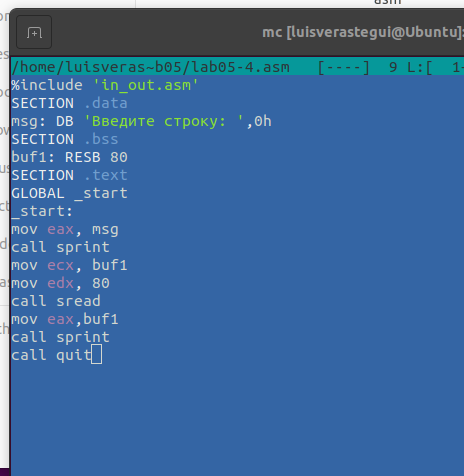 asm
mc [luisverastegui@Ubuntu]:
/home/luisveras~b05/lab05-4.asm [----] 9 L:[ 1-
%include 'in_out.asm'
SECTION .data
msg: DB 'Введите строку: ',0h
SECTION .bss
buf1: RESB 80
SECTION .text
GLOBAL _start
_start:
mov eax, msg
call sprint
mov ecx, buf1
mov edx, 80
call sread
mov eax,buf1
call sprint
call quit